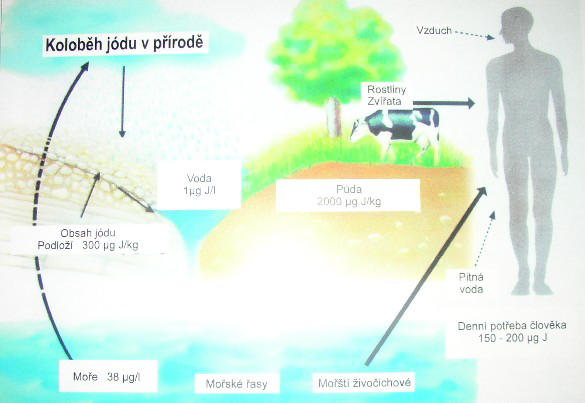 Koloběh jódu v přírodě
Vzduch
Rostliny
Zvířata
Voda
1µg J/l
Půda
2000 µg J/kg
Obsah jódu
Podloží 300 µg J/kg
Pitná
voda
Denní potřeba člověka
150 - 200 µg J
Moře 38 µg/l
Mořské řasy
Mořští živočichové